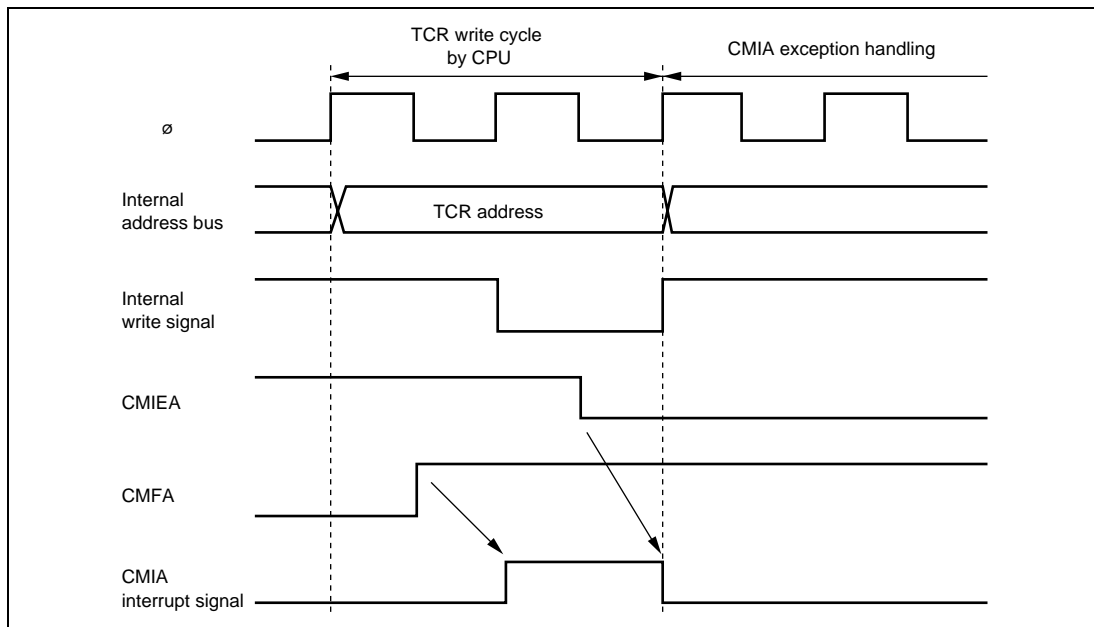 TCR write cycle
by CPU
CMIA exception handling
ø
Internal
address bus
TCR address
Internal
write signal
CMIEA
CMFA
CMIA
interrupt signal